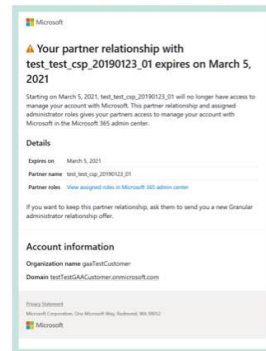 Microsoft
Your partner relationship with
test_test_csp_20190123_01 expires on March 5,
2021
Starting on March 5, 2021, test_test_csp_20190123_01 will no longer have access to
manage your account with Microsoft. This partner relationship and assigned
administrator roles gives your partners access to manage your account with
Microsoft in the Microsoft 365 admin center.
Details
Expires on March 5, 2021
Partner name test_test_csp_20190123_01
Partner roles View assigned roles in Microsoft 365 admin center
If you want to keep this partner relationship, ask them to send you a new Granular
administrator relationship offer.
Account information
Organization name gaaTestCustomer
Domain testTestGAACustomer.onmicrosoft.com
Privacy Statement
Microsoft Corporation, One Microsoft Way, Redmond, WA 98052
Microsoft